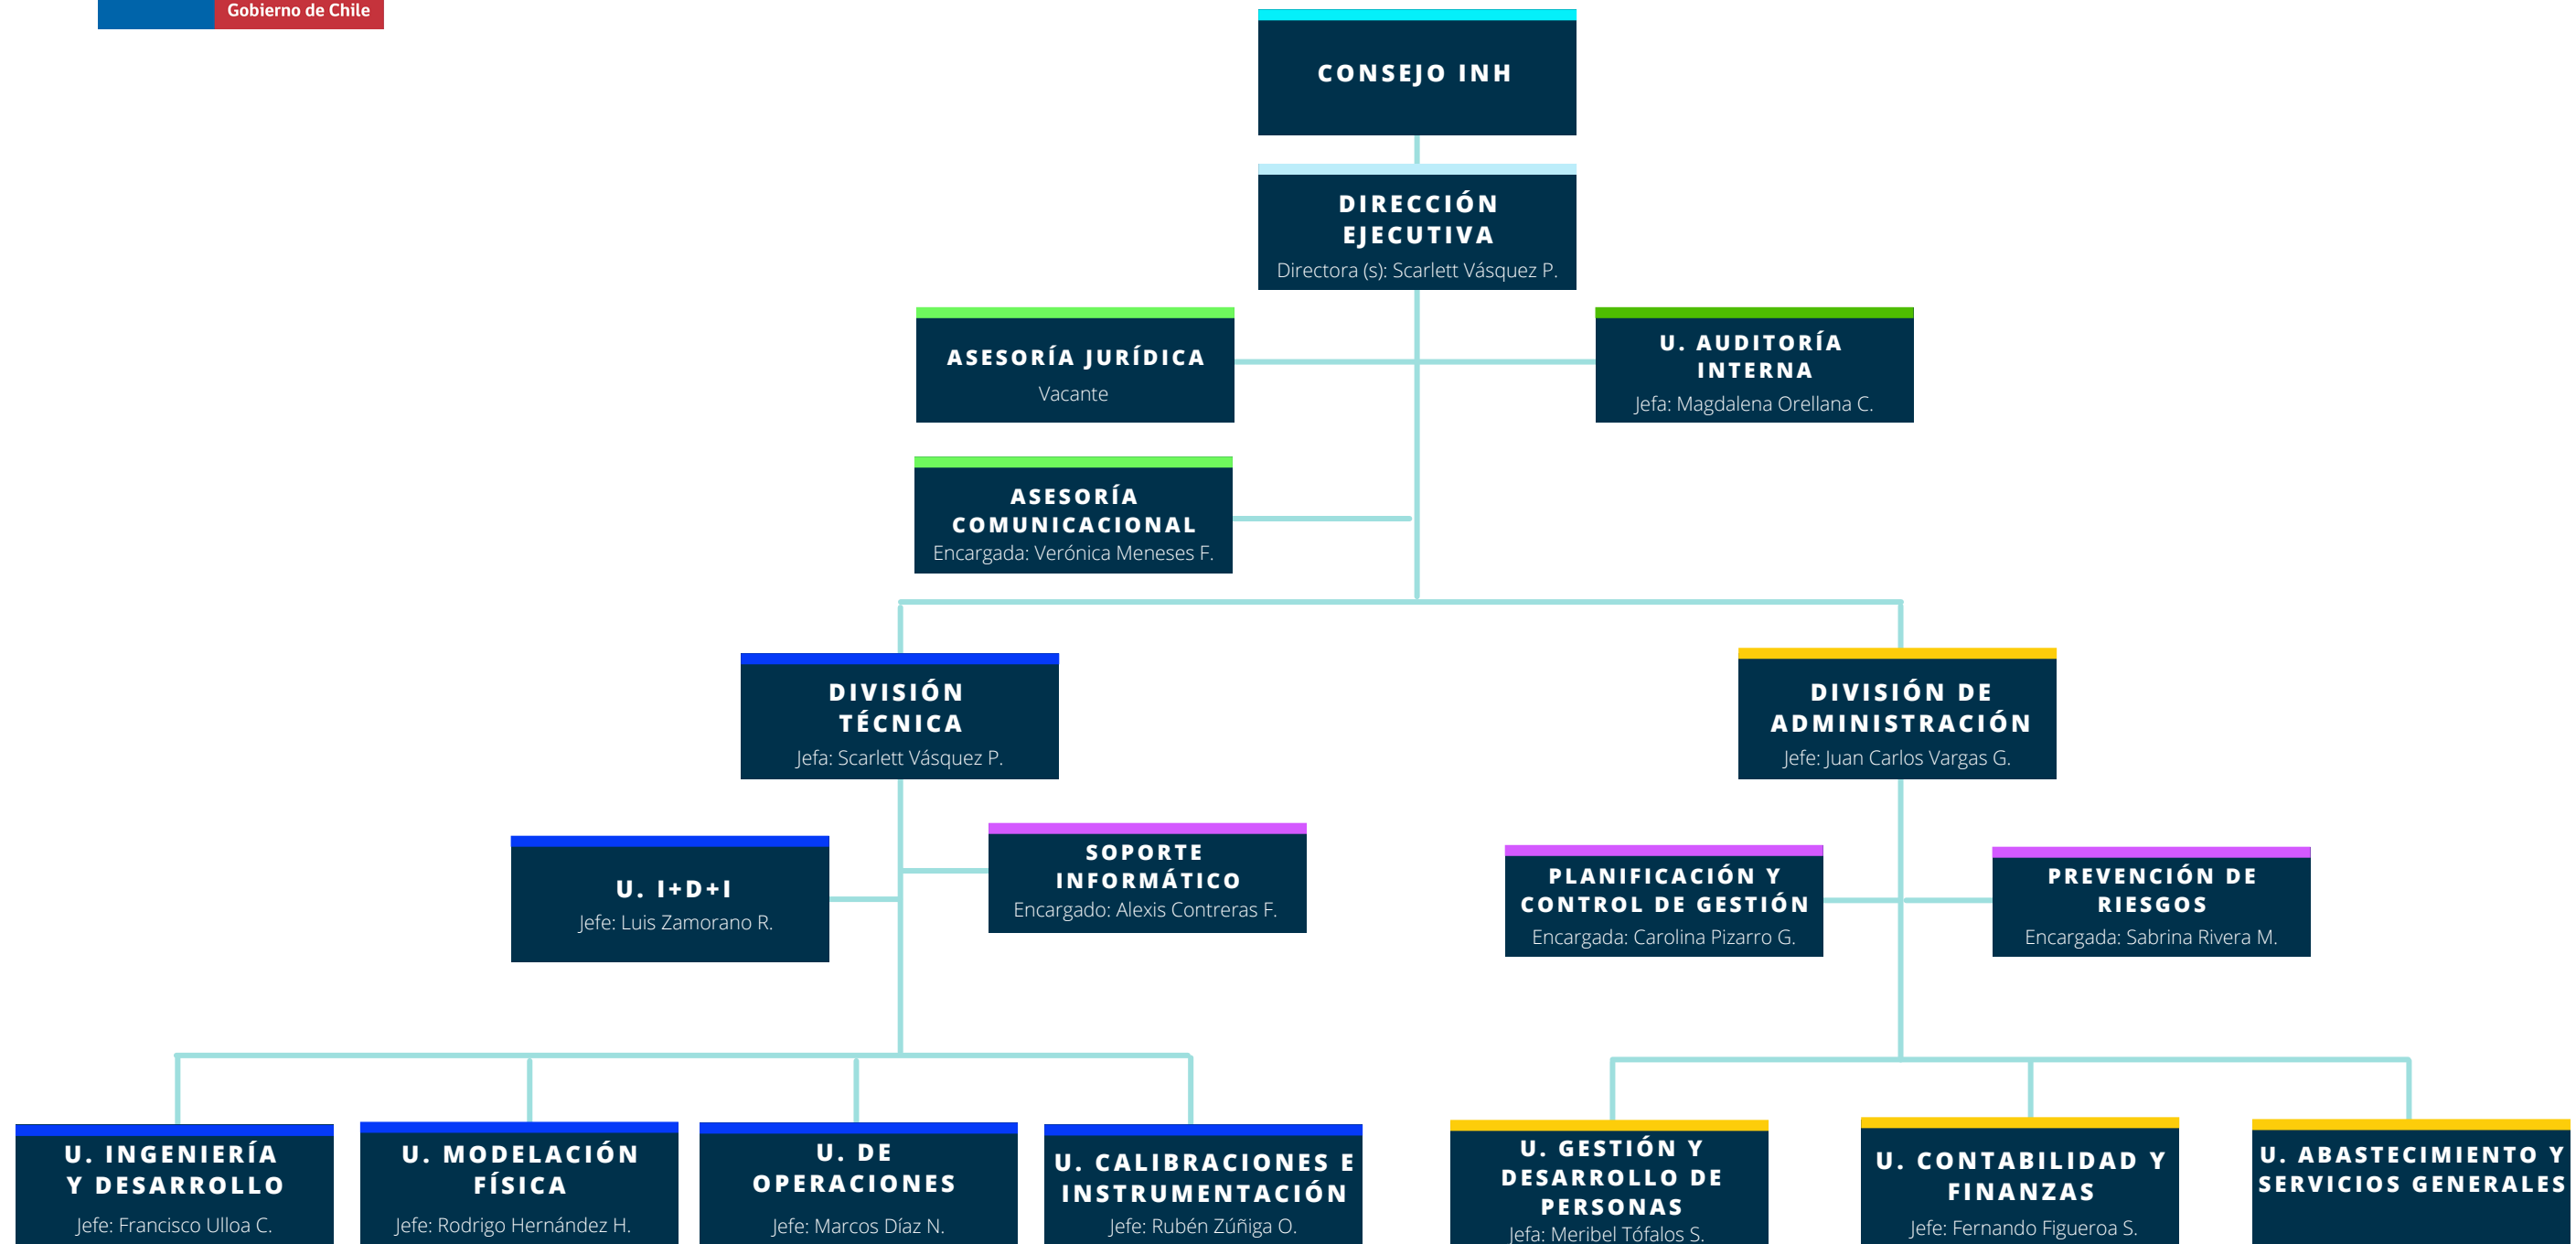 Gobierno de Chile
CONSEJO INH
DIRECCIÓN
EJECUTIVA
Directora (s): Scarlett Vásquez P.
ASESORÍA JURÍDICA
Vacante
U. AUDITORÍA
INTERNA
Jefa: Magdalena Orellana C.
ASESORÍA
COMUNICACIONAL
Encargada: Verónica Meneses F.
DIVISIÓN
TÉCNICA
Jefa: Scarlett Vásquez P.
DIVISIÓN DE
ADMINISTRACIÓN
Jefe: Juan Carlos Vargas G.
U. I+D+I
Jefe: Luis Zamorano R.
SOPORTE
INFORMÁTICO
Encargado: Alexis Contreras F.
PLANIFICACIÓN Y
CONTROL DE GESTIÓN
Encargada: Carolina Pizarro G.
PREVENCIÓN DE
RIESGOS
Encargada: Sabrina Rivera M.
U. INGENIERÍA
Y DESARROLLO
Jefe: Francisco Ulloa C.
U. MODELACIÓN
FÍSICA
Jefe: Rodrigo Hernández H.
U. DE
OPERACIONES
Jefe: Marcos Díaz N.
U. CALIBRACIONES E
INSTRUMENTACIÓN
Jefe: Rubén Zúñiga O.
U. GESTIÓN Y
DESARROLLO DE
PERSONAS
Jefa: Meribel Tófalos S.
U. CONTABILIDAD Y
FINANZAS
Jefe: Fernando Figueroa S.
U. ABASTECIMIENTO Y
SERVICIOS GENERALES